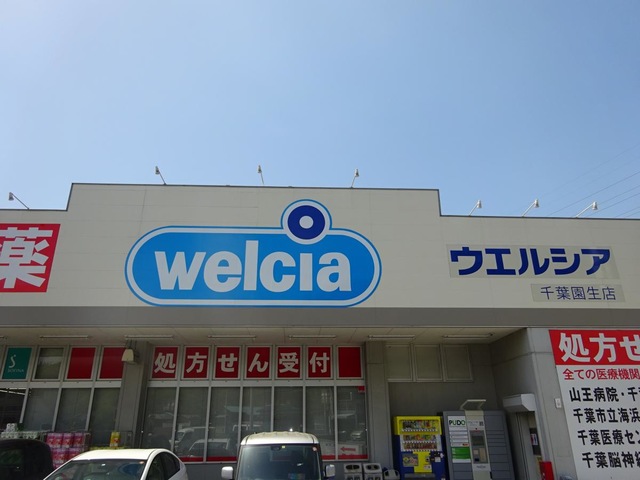 薬
welcia
ウエルシア
千葉園生店
処方せん受付
S
PUDO
処方せ
全ての医療機関
山王病院・千
千葉市立海浜
千葉医療セ
千葉脳神経